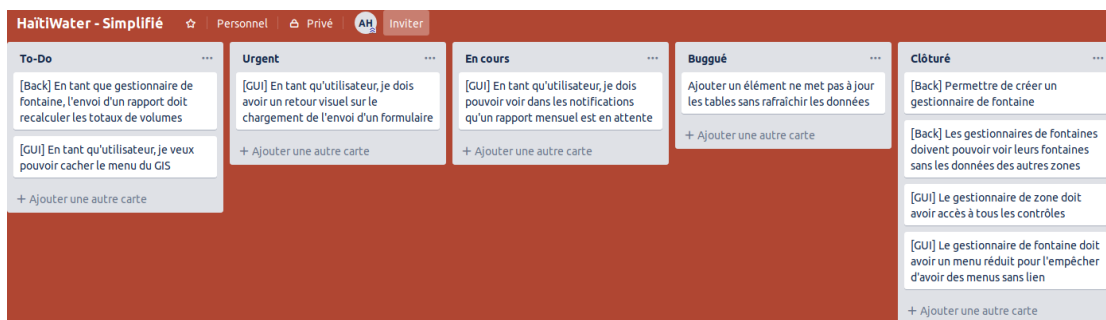 HaïtiWater - Simplifié
Personnel
Privé
AH
Inviter
To-Do
[Back] En tant que gestionnaire de
fontaine, l'envoi d'un rapport doit
recalculer les totaux de volumes
[GUI] En tant qu'utilisateur, je veux
pouvoir cacher le menu du GIS
+ Ajouter une autre carte
Urgent
[GUI] En tant qu'utilisateur, je dois
avoir un retour visuel sur le
chargement de l'envoi d'un formulaire
+ Ajouter une autre carte
En cours
[GUI] En tant qu'utilisateur, je dois
pouvoir voir dans les notifications
qu'un rapport mensuel est en attente
+ Ajouter une autre carte
Buggué
Ajouter un élément ne met pas à jour
les tables sans rafraîchir les données
+ Ajouter une autre carte
Clôturé
[Back] Permettre de créer un
gestionnaire de fontaine
[Back] Les gestionnaires de fontaines
doivent pouvoir voir leurs fontaines
sans les données des autres zones
[GUI] Le gestionnaire de zone doit
avoir accès à tous les contrôles
[GUI] Le gestionnaire de fontaine doit
avoir un menu réduit pour l'empêcher
d'avoir des menus sans lien
+ Ajouter une autre carte